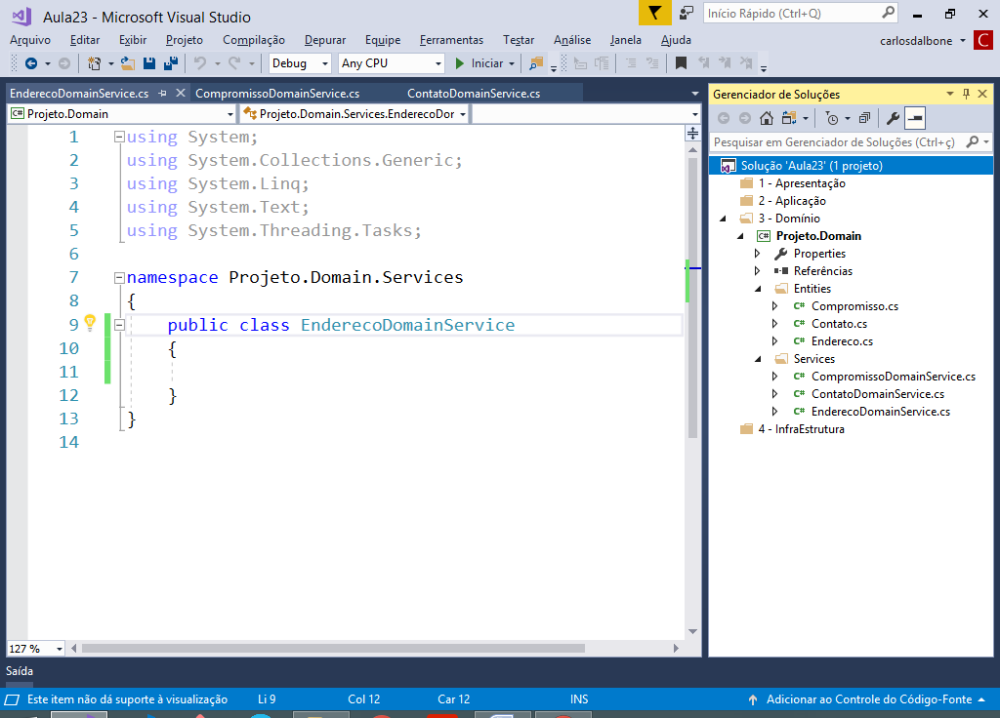 Aula23 - Microsoft Visual Studio
Início Rápido (Ctrl+Q)
Arquivo Editar Exibir Projeto Compilação Depurar Equipe Ferramentas Testar Análise Janela Ajuda
carlosdalbone C
Debug Any CPU Iniciar
EnderecoDomainService.cs CompromissoDomainService.cs ContatoDomainService.cs
C# Projeto.Domain Projeto.Domain.Services.EnderecoDor
1 using System;
2 using System.Collections.Generic;
3 using System.Linq;
4 using System.Text;
5 using System.Threading.Tasks;
6
7 namespace Projeto.Domain.Services
8 {
9 public class EnderecoDomainService
10 {
11
12 }
13 }
14
127 %
Gerenciador de Soluções
Pesquisar em Gerenciador de Soluções (Ctrl+ç)
Solução 'Aula23' (1 projeto)
1 - Apresentação
2 - Aplicação
3 - Domínio
C# Projeto.Domain
Properties
Referências
Entities
C# Compromisso.cs
C# Contato.cs
C# Endereco.cs
Services
C# CompromissoDomainService.cs
C# ContatoDomainService.cs
C# EnderecoDomainService.cs
4 - InfraEstrutura
Saída
Este item não dá suporte à visualização Li 9 Col 12 Car 12 INS Adicionar ao Controle do Código-Fonte